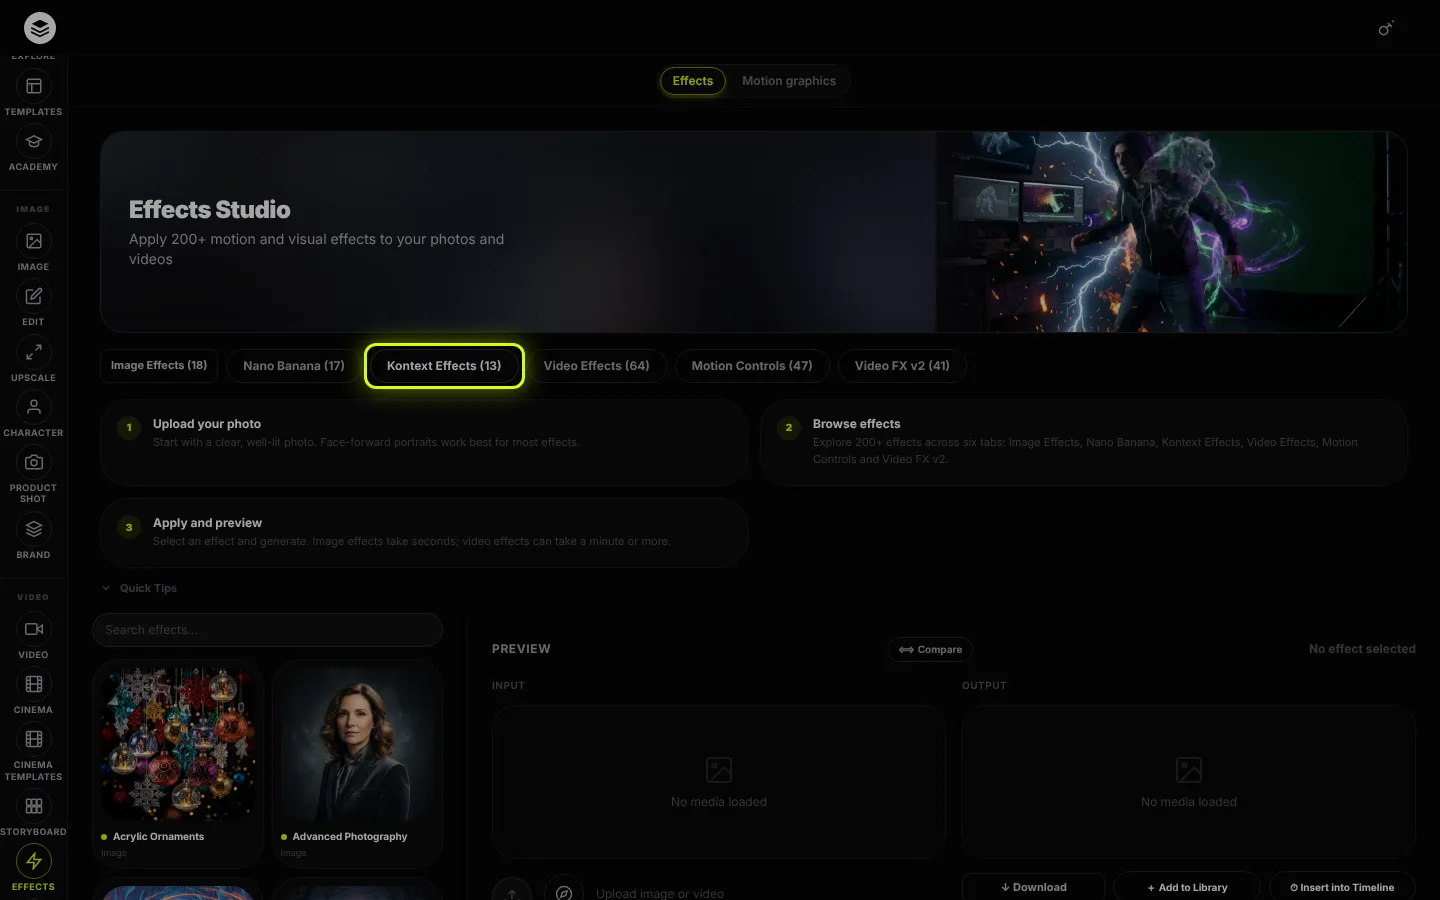 EXPLORE
TEMPLATES
ACADEMY
IMAGE
IMAGE
EDIT
UPSCALE
CHARACTER
PRODUCT
SHOT
BRAND
VIDEO
VIDEO
CINEMA
CINEMA
TEMPLATES
STORYBOARD
EFFECTS
Effects
Motion graphics
Effects Studio
Apply 200+ motion and visual effects to your photos and
videos
Image Effects (18)
Nano Banana (17)
Kontext Effects (13)
Video Effects (64)
Motion Controls (47)
Video FX v2 (41)
1
Upload your photo
Start with a clear, well-lit photo. Face-forward portraits work best for most effects.
2
Browse effects
Explore 200+ effects across six tabs: Image Effects, Nano Banana, Kontext Effects, Video Effects, Motion
Controls and Video FX v2.
3
Apply and preview
Select an effect and generate. Image effects take seconds; video effects can take a minute or more.
Quick Tips
Search effects...
Acrylic Ornaments
Image
Advanced Photography
Image
PREVIEW
Compare
No effect selected
INPUT
OUTPUT
No media loaded
No media loaded
Upload image or video
Download
+ Add to Library
Insert into Timeline